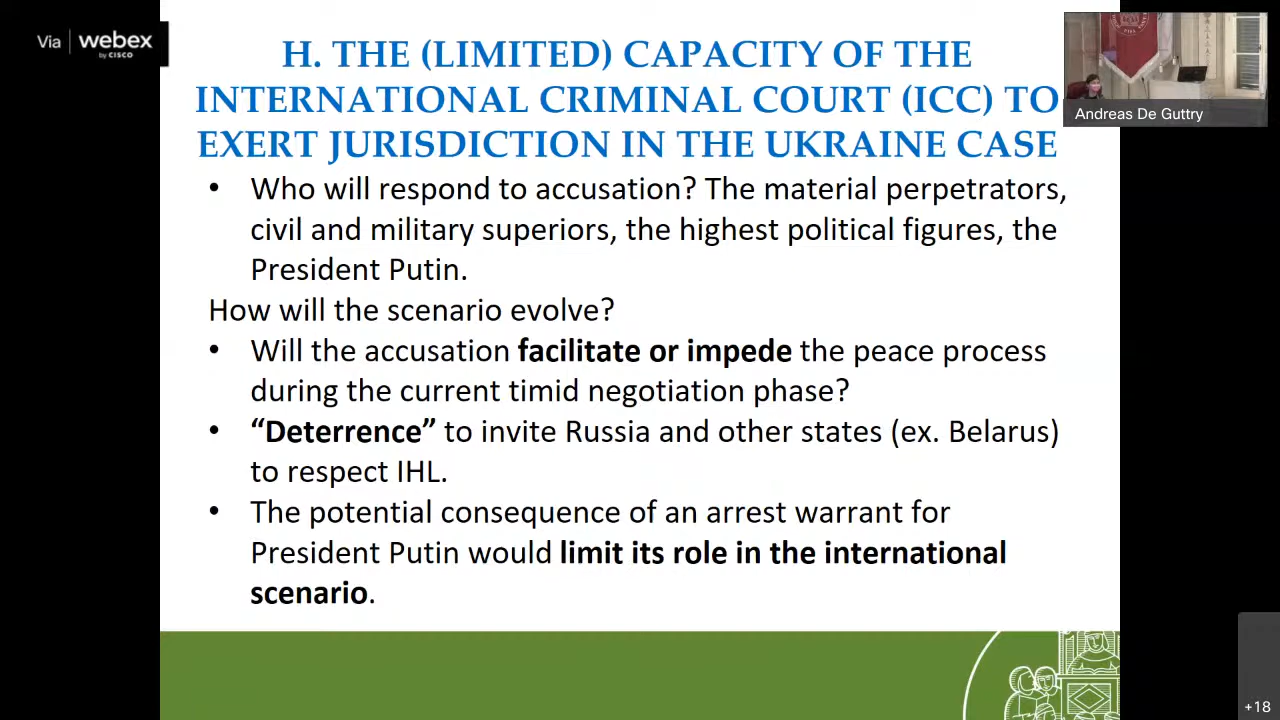 Via webex
by CISCO
H. THE (LIMITED) CAPACITY OF THE
INTERNATIONAL CRIMINAL COURT (ICC) TO
EXERT JURISDICTION IN THE UKRAINE CASE
Andreas De Guttry
• Who will respond to accusation? The material perpetrators,
civil and military superiors, the highest political figures, the
President Putin.
How will the scenario evolve?
• Will the accusation facilitate or impede the peace process
during the current timid negotiation phase?
• “Deterrence” to invite Russia and other states (ex. Belarus)
to respect IHL.
• The potential consequence of an arrest warrant for
President Putin would limit its role in the international
scenario.
+18